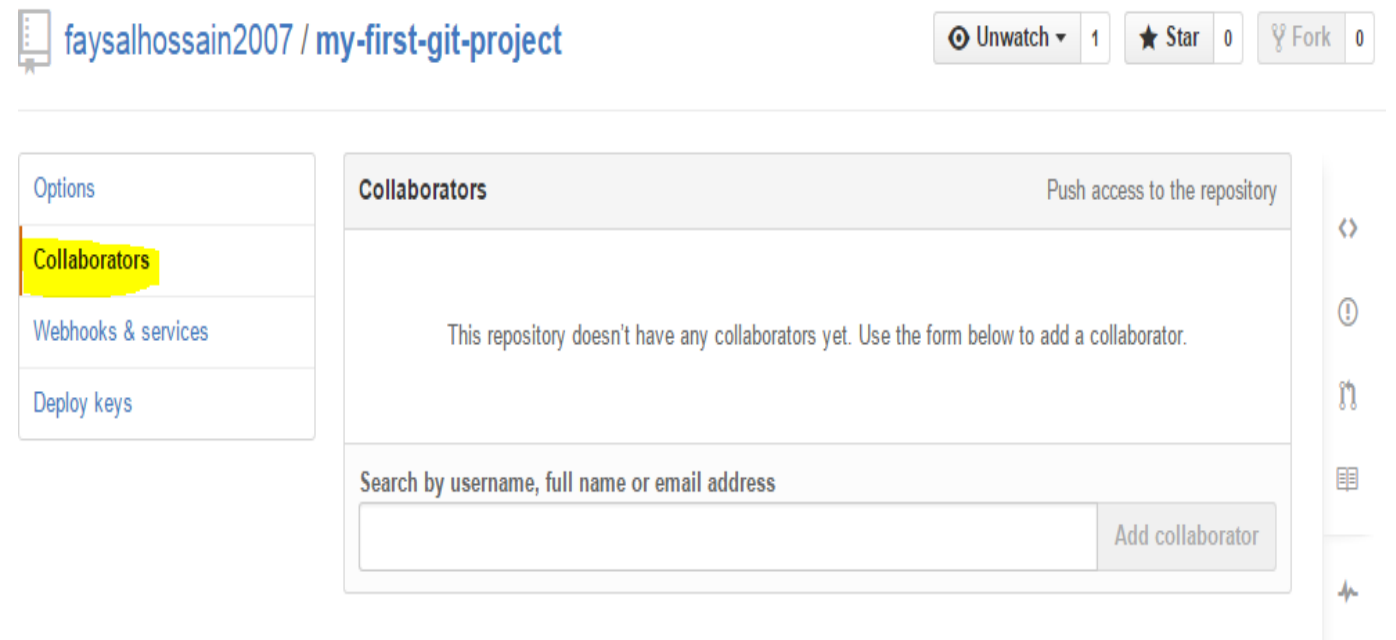 faysalhossain2007 / my-first-git-project
Unwatch 1 Star 0 Fork 0
Options
Collaborators
Webhooks & services
Deploy keys
Collaborators Push access to the repository
This repository doesn't have any collaborators yet. Use the form below to add a collaborator.
Search by username, full name or email address
Add collaborator